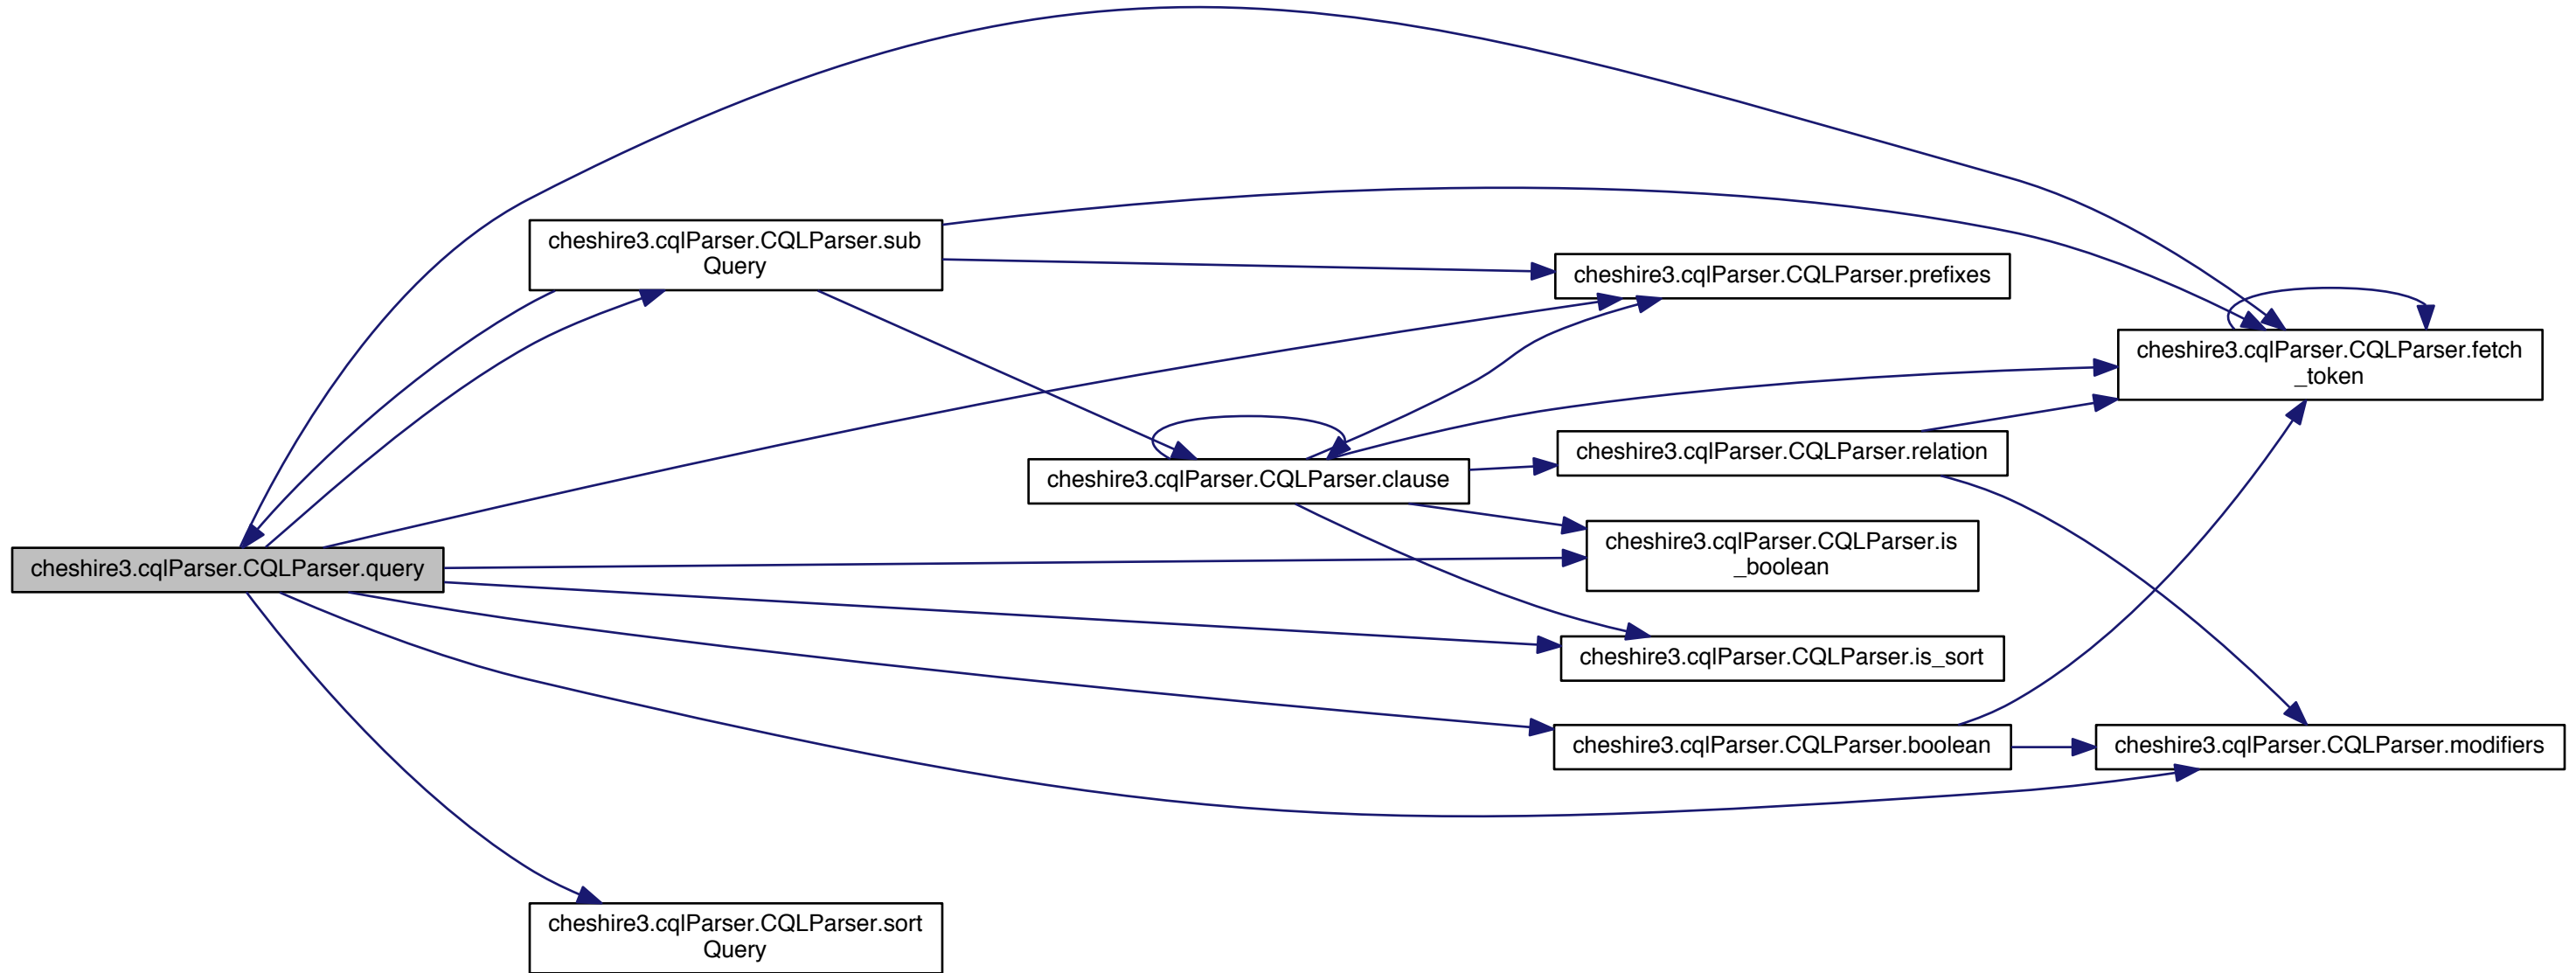 cheshire3.cqlParser.CQLParser.sub
Query
cheshire3.cqlParser.CQLParser.prefixes
cheshire3.cqlParser.CQLParser.fetch
_token
cheshire3.cqlParser.CQLParser.relation
cheshire3.cqlParser.CQLParser.clause
cheshire3.cqlParser.CQLParser.is
_boolean
cheshire3.cqlParser.CQLParser.query
cheshire3.cqlParser.CQLParser.is_sort
cheshire3.cqlParser.CQLParser.boolean
cheshire3.cqlParser.CQLParser.modifiers
cheshire3.cqlParser.CQLParser.sort
Query